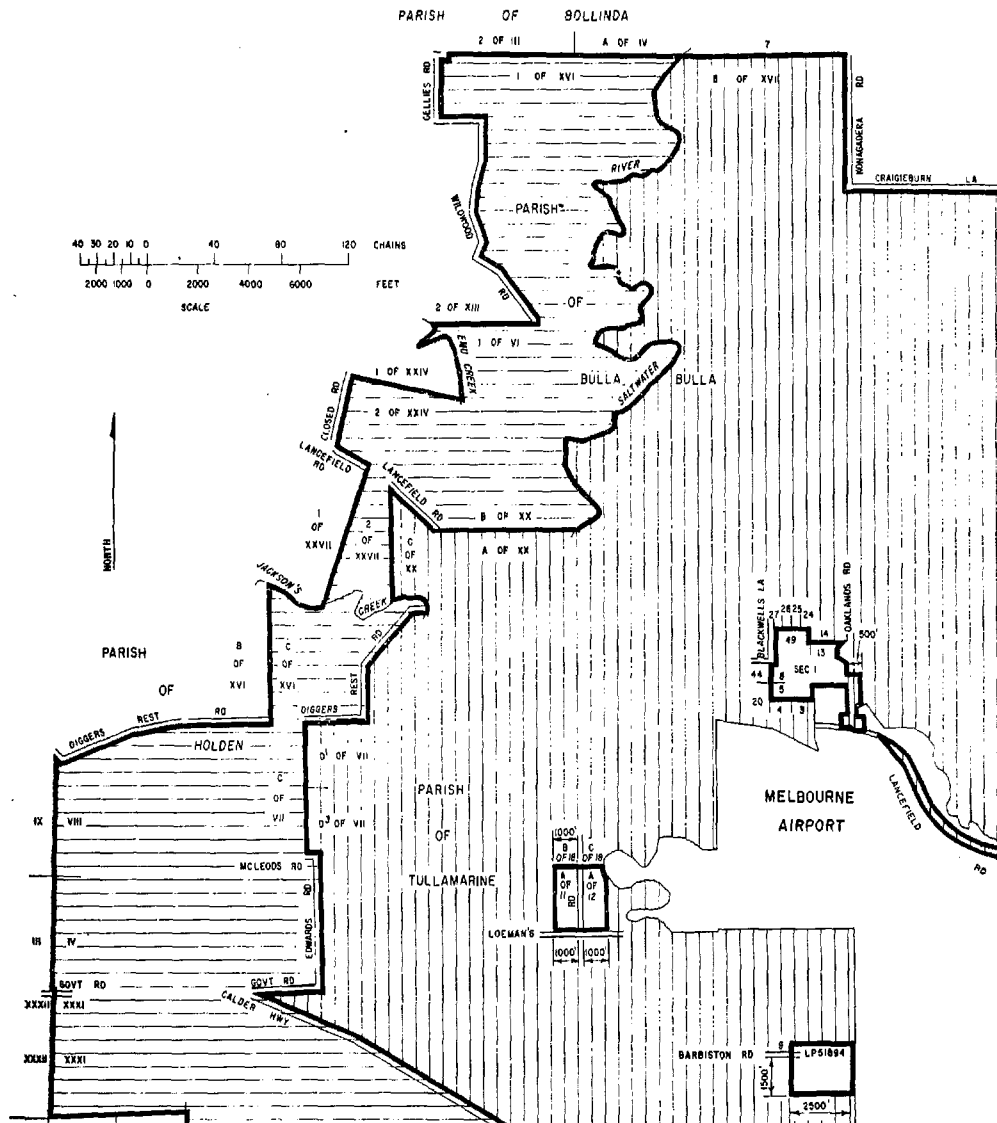 PARISH OF BOLLINDA
2 OF III
A OF IV
7
GELLIES RD
1 OF XVI
B OF XVII
KONAGADERA RD
CRAIGIEBURN LA
RIVER
WILDWOOD RD
PARISH
OF
BULLA
BULLA
SALTWATER
40 30 20 10 0 40 80 120 CHAINS
2000 1000 0 2000 4000 6000 FEET
SCALE
2 OF XIII
1 OF VI
EMU CREEK
1 OF XXIV
2 OF XXIV
CLOSED RD
LANCEFIELD RD
LANCEFIELD RD
B OF XX
A OF XX
NORTH
1 OF XXVII
2 OF XXVII
C OF XX
JACKSON'S CREEK
PARISH
OF
HOLDEN
B OF XVI
C OF XVI
DIGGERS REST RD
DIGGERS REST RD
BLACKWELLS LA
27 26 25 24
OAKLANDS RD
500'
49
14
13
SEC 1
44
6
5
20
4
3
D¹ OF VII
C OF VII
D³ OF VII
PARISH
OF
TULLAMARINE
MELBOURNE
AIRPORT
LANCEFIELD RD
IX VIII
MCLEODS RD
EDWARDS RD
III IV
1000'
B OF 18
C OF 18
A OF 11
RD
A OF 12
LOEMAN'S
1000' 1000'
GOVT RD
GOVT RD
XXXII XXXI
CALDER HWY
XXXII XXXI
BARBISTON RD
LP51894
1500'
2500'